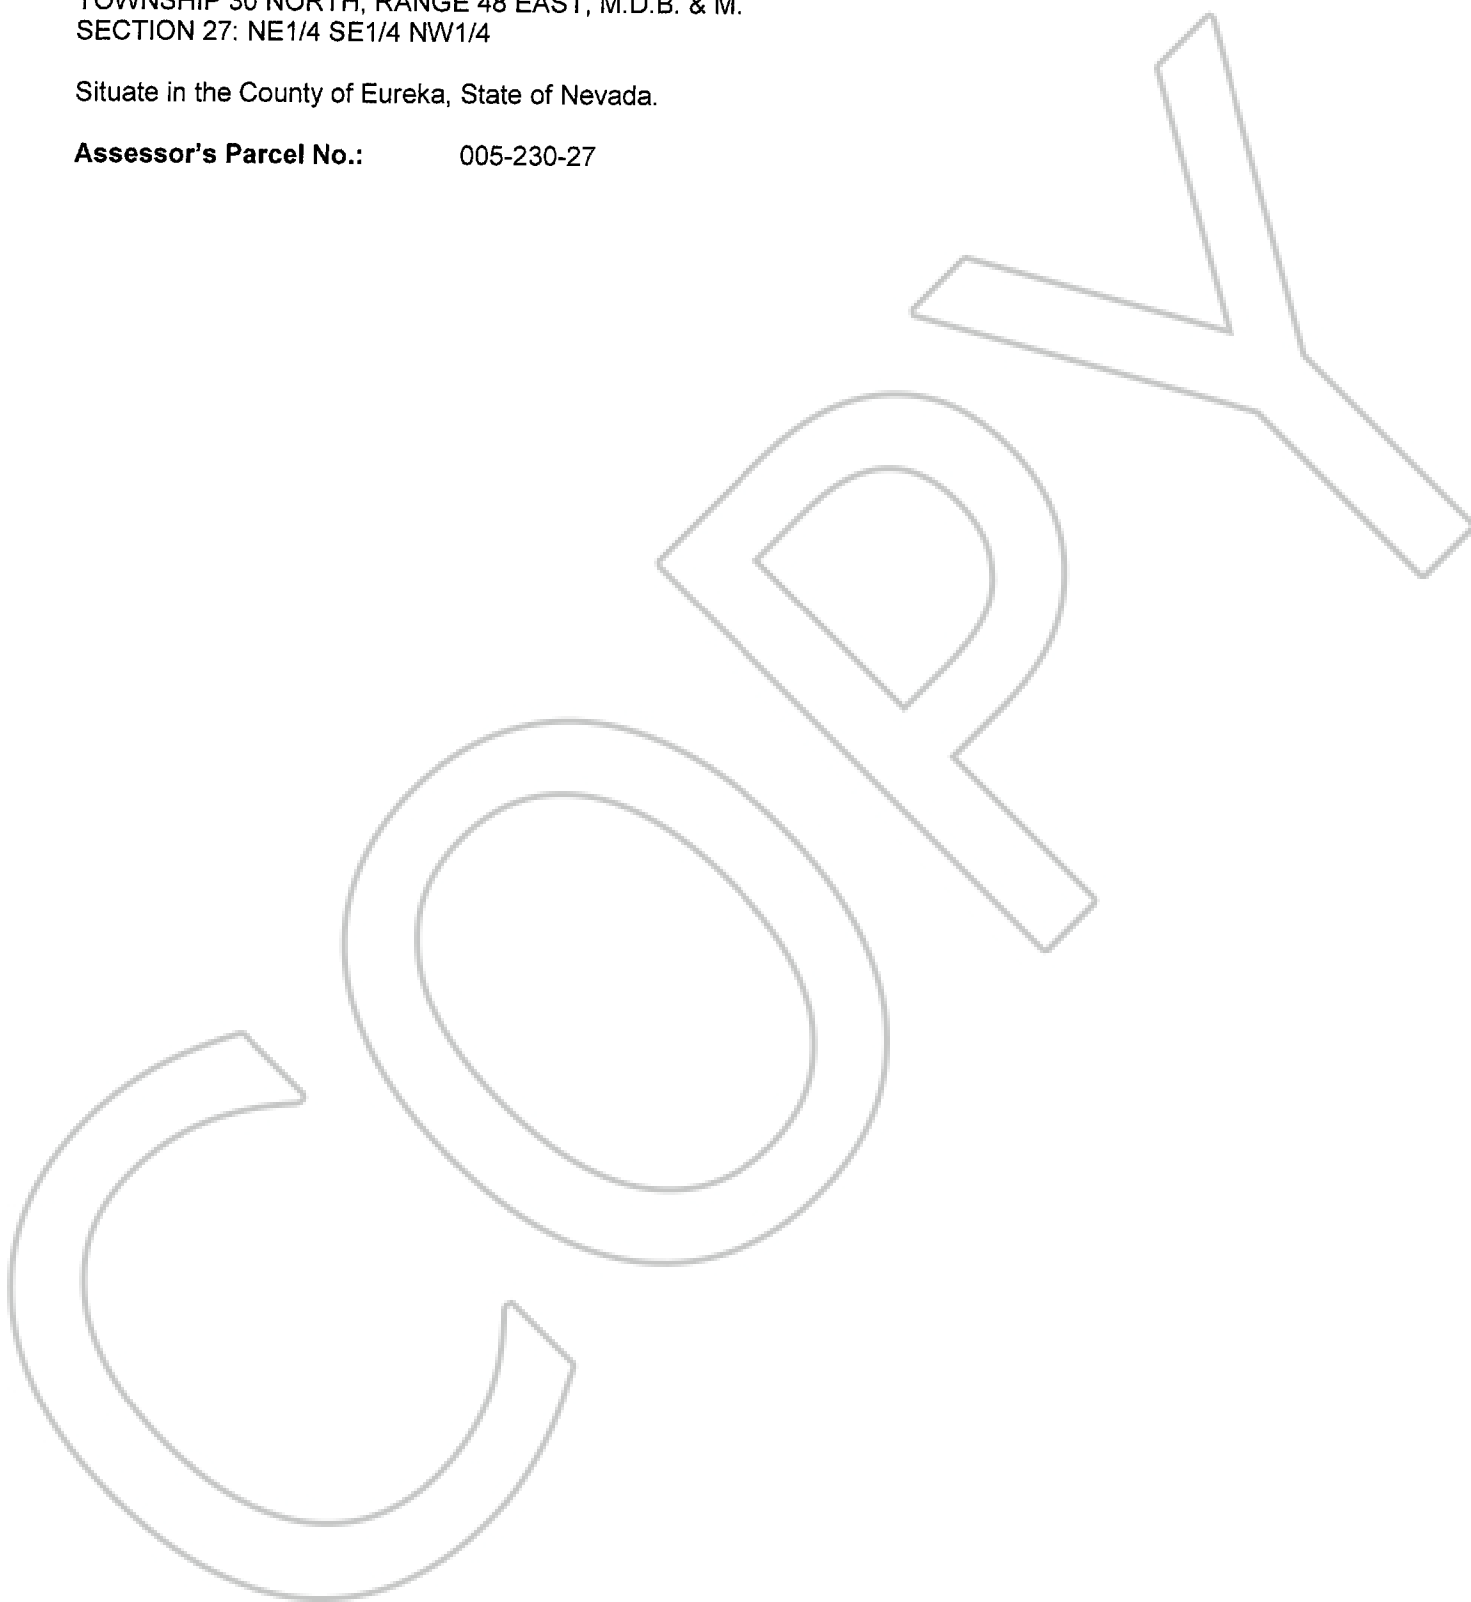 TOWNSHIP 30 NORTH, RANGE 48 EAST, M.D.B. & M.
SECTION 27: NE1/4 SE1/4 NW1/4
Situate in the County of Eureka, State of Nevada.
Assessor's Parcel No.: 005-230-27
COPY